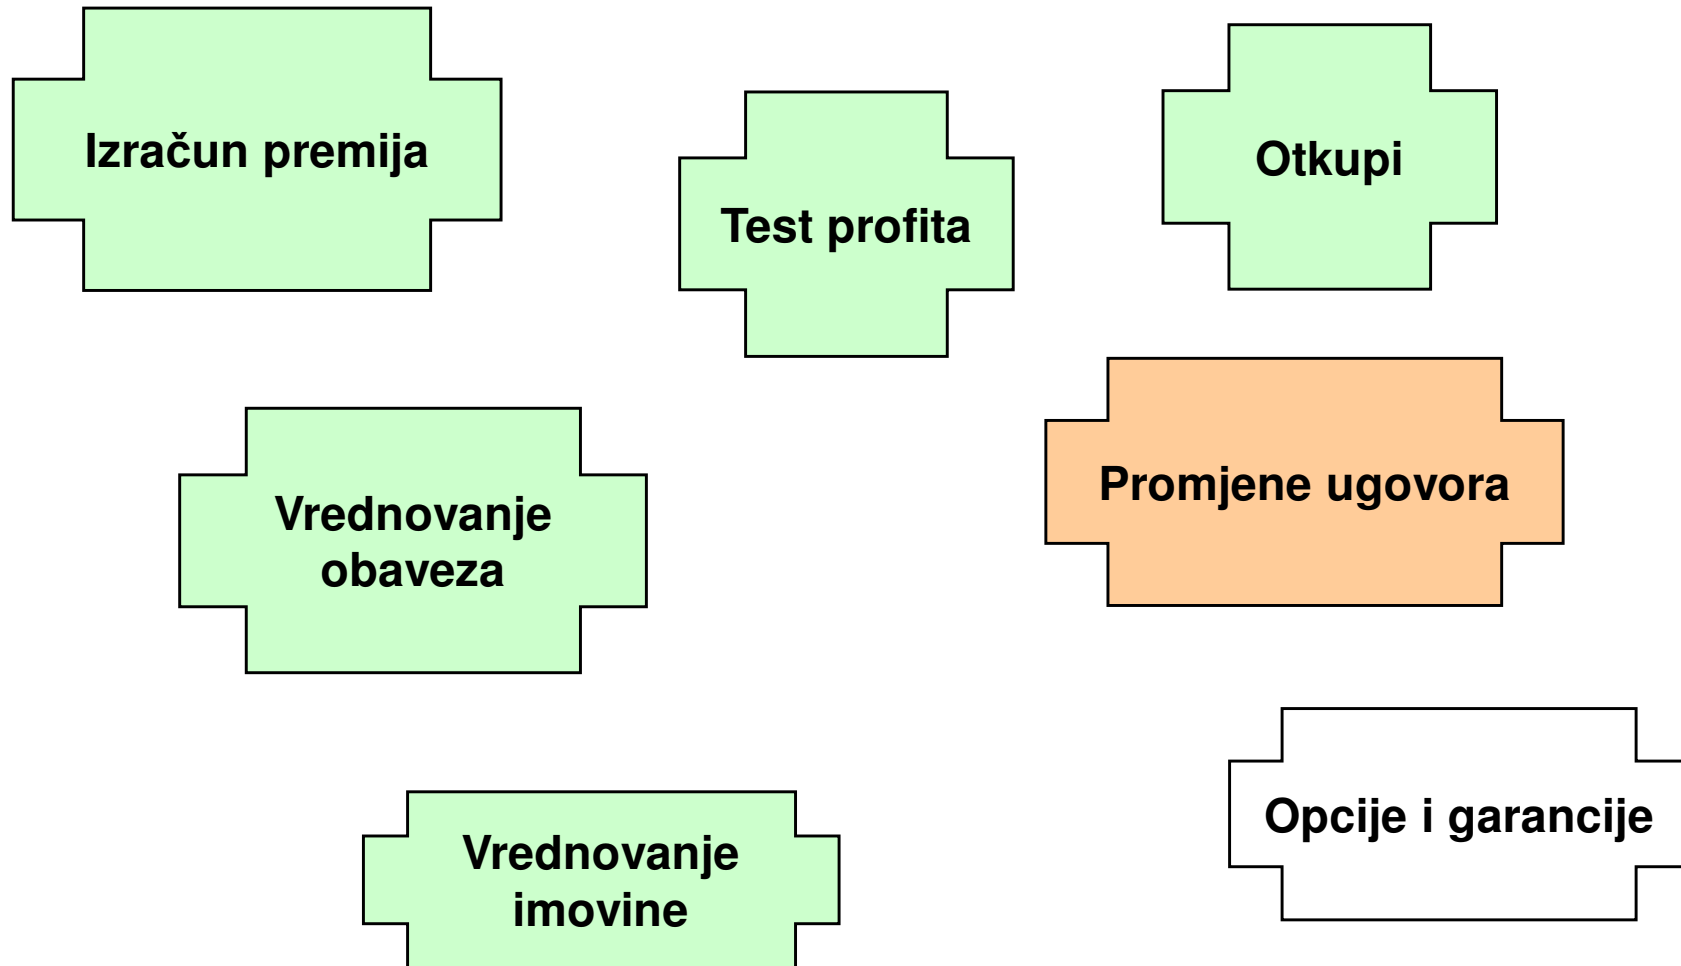 Izračun premija
Test profita
Otkupi
Vrednovanje
obaveza
Promjene ugovora
Vrednovanje
imovine
Opcije i garancije